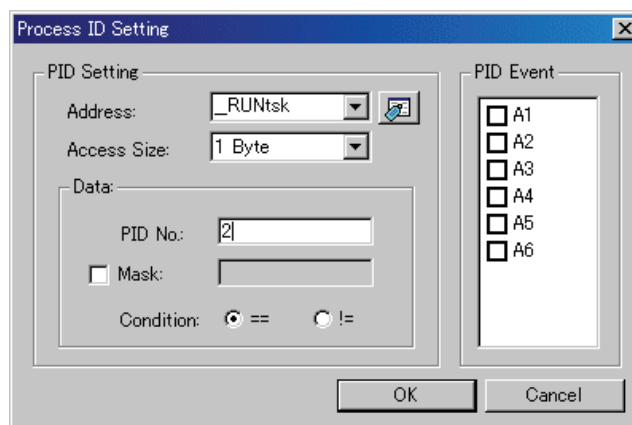 Process ID Setting
PID Setting
Address:
_RUNtsk
Access Size:
1 Byte
Data:
PID No.:
2
Mask:
Condition:
==
!=
PID Event
A1
A2
A3
A4
A5
A6
OK
Cancel